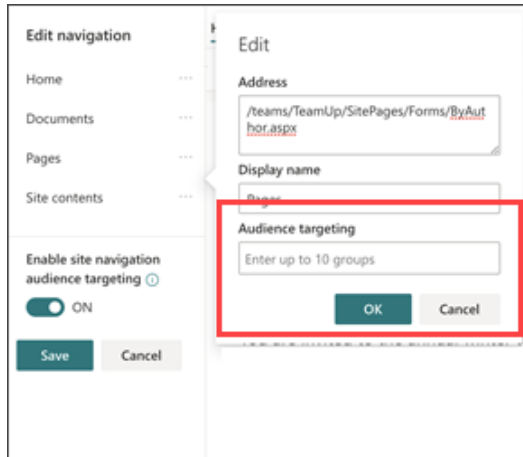 Edit navigation
Home
Documents
Pages
Site contents
Enable site navigation
audience targeting
ON
Save
Cancel
H
Edit
Address
/teams/TeamUp/SitePages/Forms/ByAut
hor.aspx
Display name
Pages
Audience targeting
Enter up to 10 groups
OK
Cancel